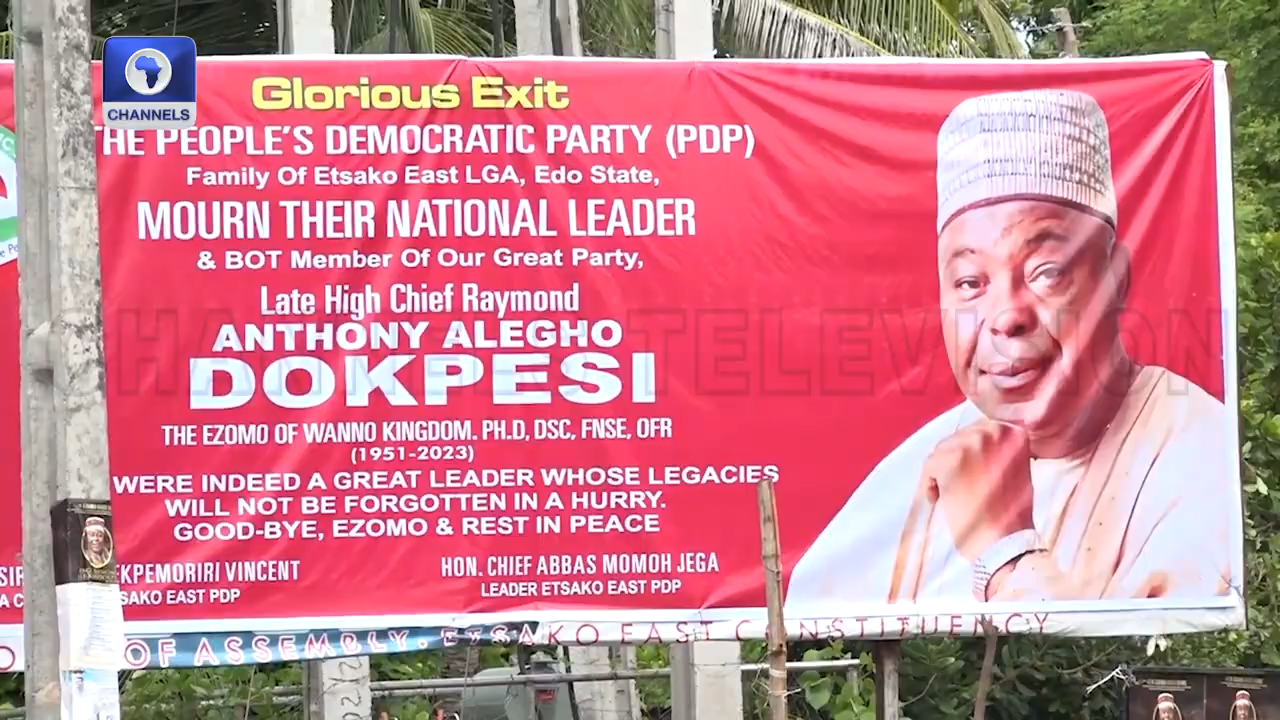 CHANNELS
Glorious Exit
HE PEOPLE'S DEMOCRATIC PARTY (PDP)
Family Of Etsako East LGA, Edo State,
MOURN THEIR NATIONAL LEADER
& BOT Member Of Our Great Party,
Late High Chief Raymond
ANTHONY ALEGHO
DOKPESI
CHANNELS TELEVISION
THE EZOMO OF WANNO KINGDOM. PH.D, DSC, FNSE, OFR
(1951-2023)
WERE INDEED A GREAT LEADER WHOSE LEGACIES
WILL NOT BE FORGOTTEN IN A HURRY.
GOOD-BYE, EZOMO & REST IN PEACE
EKPEMORIRI VINCENT
SAKO EAST PDP
HON. CHIEF ABBAS MOMOH JEGA
LEADER ETSAKO EAST PDP
OF ASSEMBLY, ETSAKO EAST CONSTITUENCY